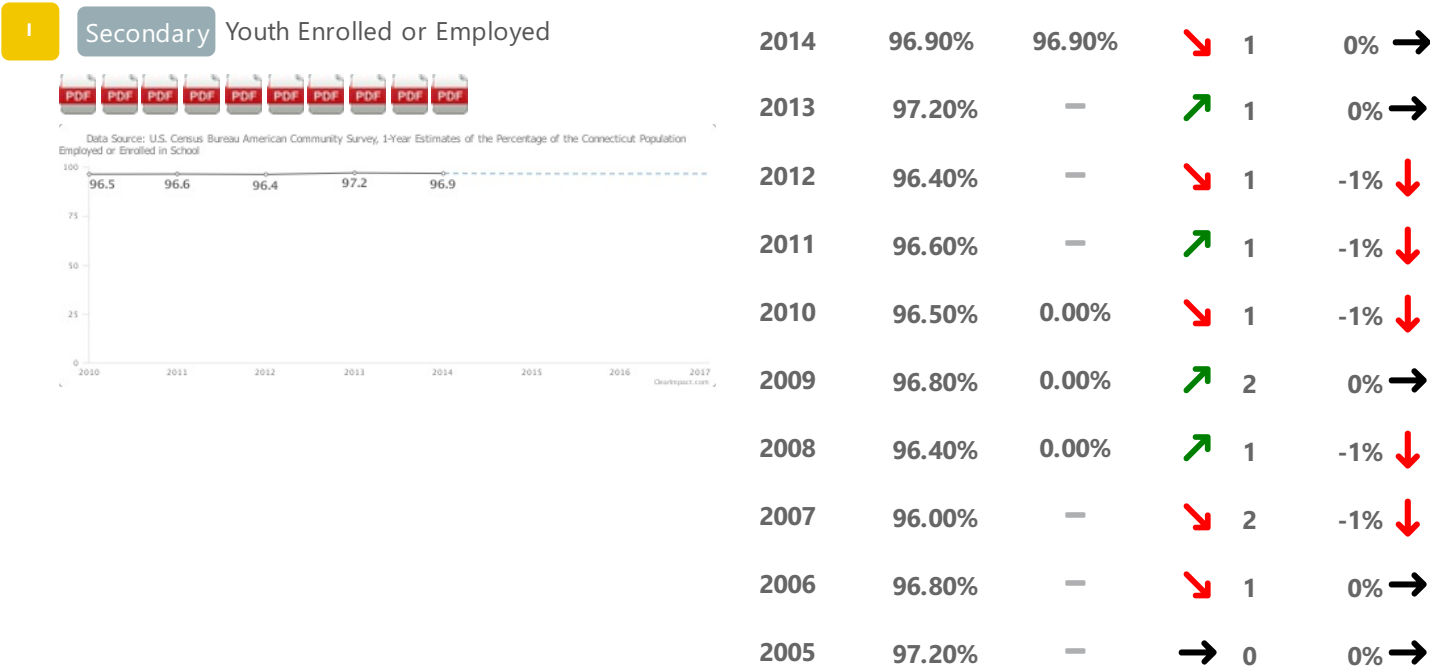 I
Secondary Youth Enrolled or Employed
PDF PDF PDF PDF PDF PDF PDF PDF PDF PDF
Data Source: U.S. Census Bureau American Community Survey, 1-Year Estimates of the Percentage of the Connecticut Population
Employed or Enrolled in School
100
96.5 96.6 96.4 97.2 96.9
75
50
25
0
2010 2011 2012 2013 2014 2015 2016 2017
ClearImpact.com
2014 96.90% 96.90% ↘ 1 0% →
2013 97.20% — ↗ 1 0% →
2012 96.40% — ↘ 1 -1% ↓
2011 96.60% — ↗ 1 -1% ↓
2010 96.50% 0.00% ↘ 1 -1% ↓
2009 96.80% 0.00% ↗ 2 0% →
2008 96.40% 0.00% ↗ 1 -1% ↓
2007 96.00% — ↘ 2 -1% ↓
2006 96.80% — ↘ 1 0% →
2005 97.20% — → 0 0% →